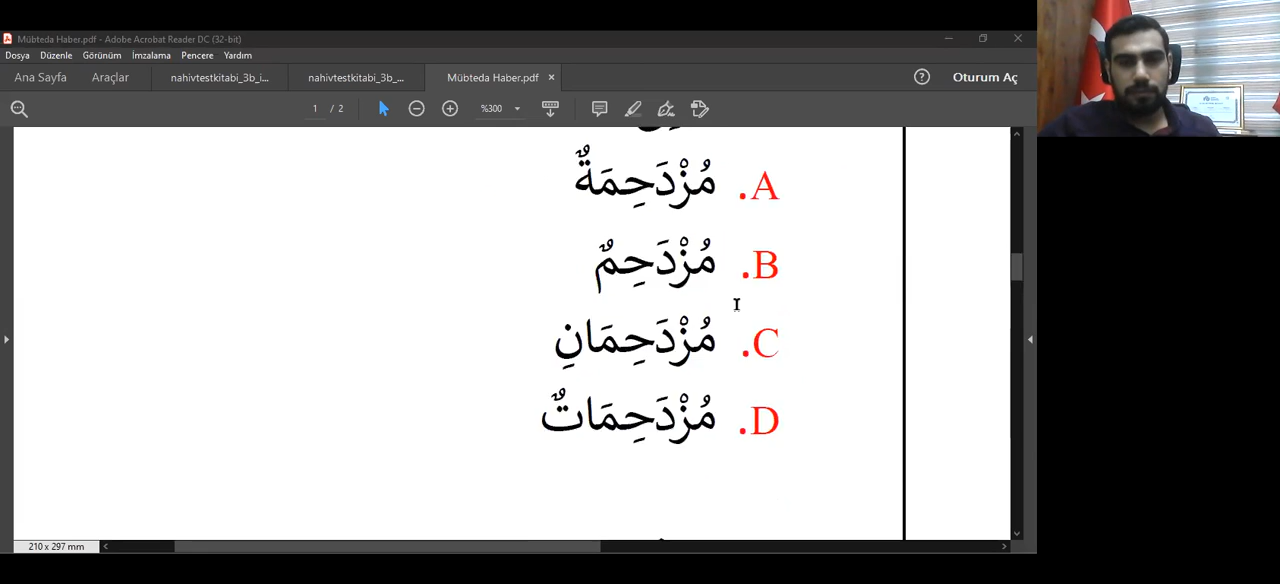 Mübteda Haber.pdf - Adobe Acrobat Reader DC (32-bit)
Dosya Düzenle Görünüm İmzalama Pencere Yardım
Ana Sayfa Araçlar nahivtestkitabi_3b_i... nahivtestkitabi_3b_... Mübteda Haber.pdf × ? Oturum Aç
1 / 2 %300
A. مُزْدَحِمَةٌ
B. مُزْدَحِمٌ
C. مُزْدَحِمَانِ
D. مُزْدَحِمَاتٌ
210 x 297 mm